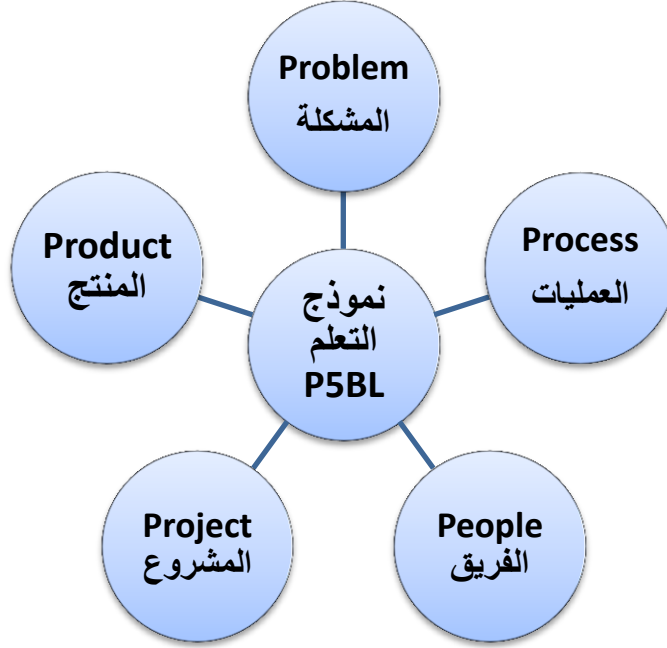 Problem
المشكلة
Process
العمليات
Product
المنتج
نموذج
التعلم
P5BL
Project
المشروع
People
الفريق